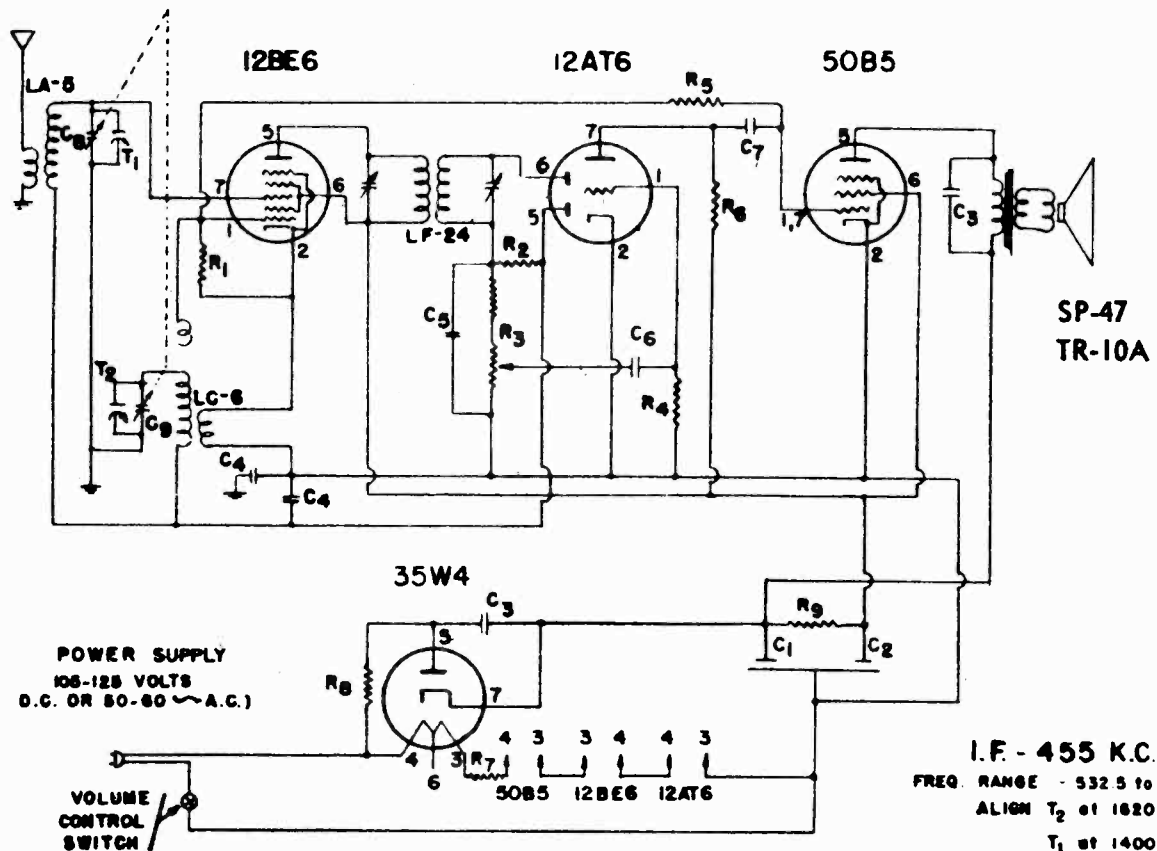 12BE6
12AT6
50B5
LA-5
C8
T1
5
7
6
1
2
R1
LF-24
R5
7
C7
6
5
1
2
R2
R3
C5
C6
R4
R6
5
1,7
6
2
C3
SP-47
TR-10A
T2
C9
LC-6
C4
C4
35W4
C3
5
7
R8
4
6
3
R7
4 3 3 4 4 3
50B5 12BE6 12AT6
R9
C1
C2
POWER SUPPLY
105-125 VOLTS
D.C. OR 50-60 ~ A.C.)
VOLUME
CONTROL
SWITCH
I.F. - 455 K.C.
FREQ. RANGE - 532.5 to
ALIGN T2 at 1620
T1 at 1400